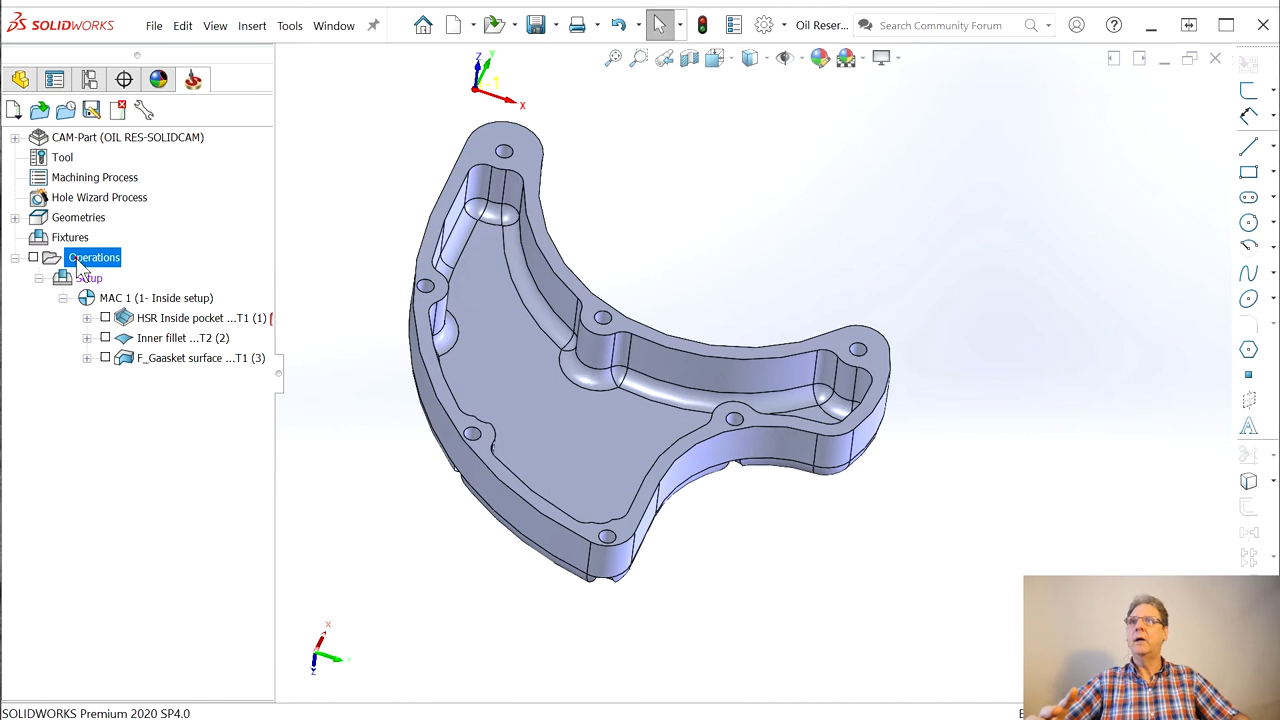 SOLIDWORKS File Edit View Insert Tools Window Oil Reser... Search Community Forum
Z Y
-1
X
CAM-Part (OIL RES-SOLIDCAM)
Tool
Machining Process
Hole Wizard Process
Geometries
Fixtures
Operations
Setup
MAC 1 (1- Inside setup)
HSR Inside pocket ...T1 (1)
Inner fillet ...T2 (2)
F_Gaasket surface ...T1 (3)
X
Y
Z
SOLIDWORKS Premium 2020 SP4.0